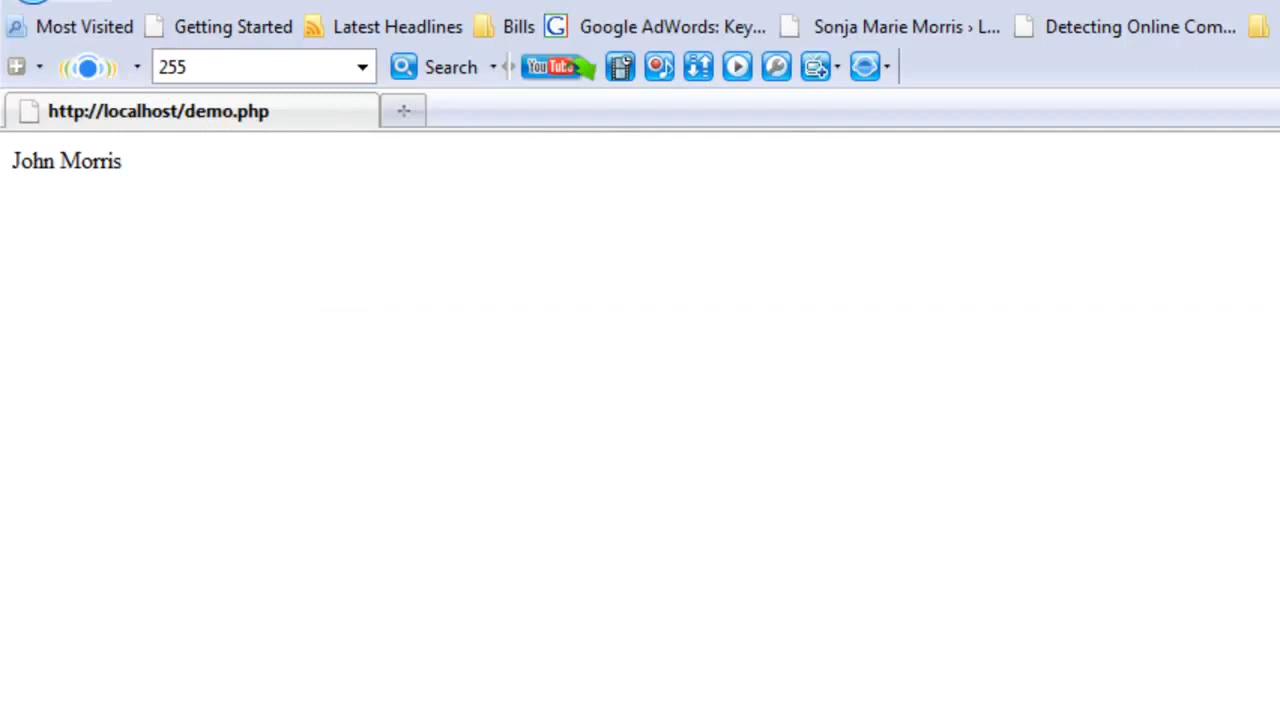 Most Visited Getting Started Latest Headlines Bills G Google AdWords: Key... Sonja Marie Morris › L... Detecting Online Com...
255 Search YouTube
http://localhost/demo.php
John Morris